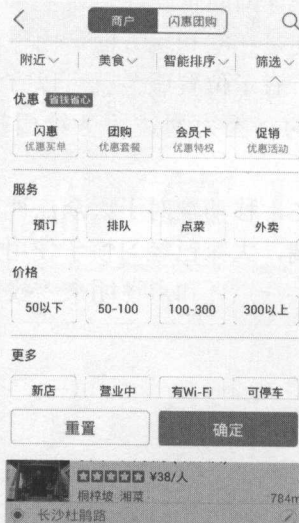 商户 闪惠团购
附近 美食 智能排序 筛选
优惠 省钱省心
闪惠 团购 会员卡 促销
优惠买单 优惠套餐 优惠特权 优惠活动
服务
预订 排队 点菜 外卖
价格
50以下 50-100 100-300 300以上
更多
新店 营业中 有Wi-Fi 可停车
重置 确定
¥38/人
桐梓坡 湘菜 784m
长沙杜鹃路